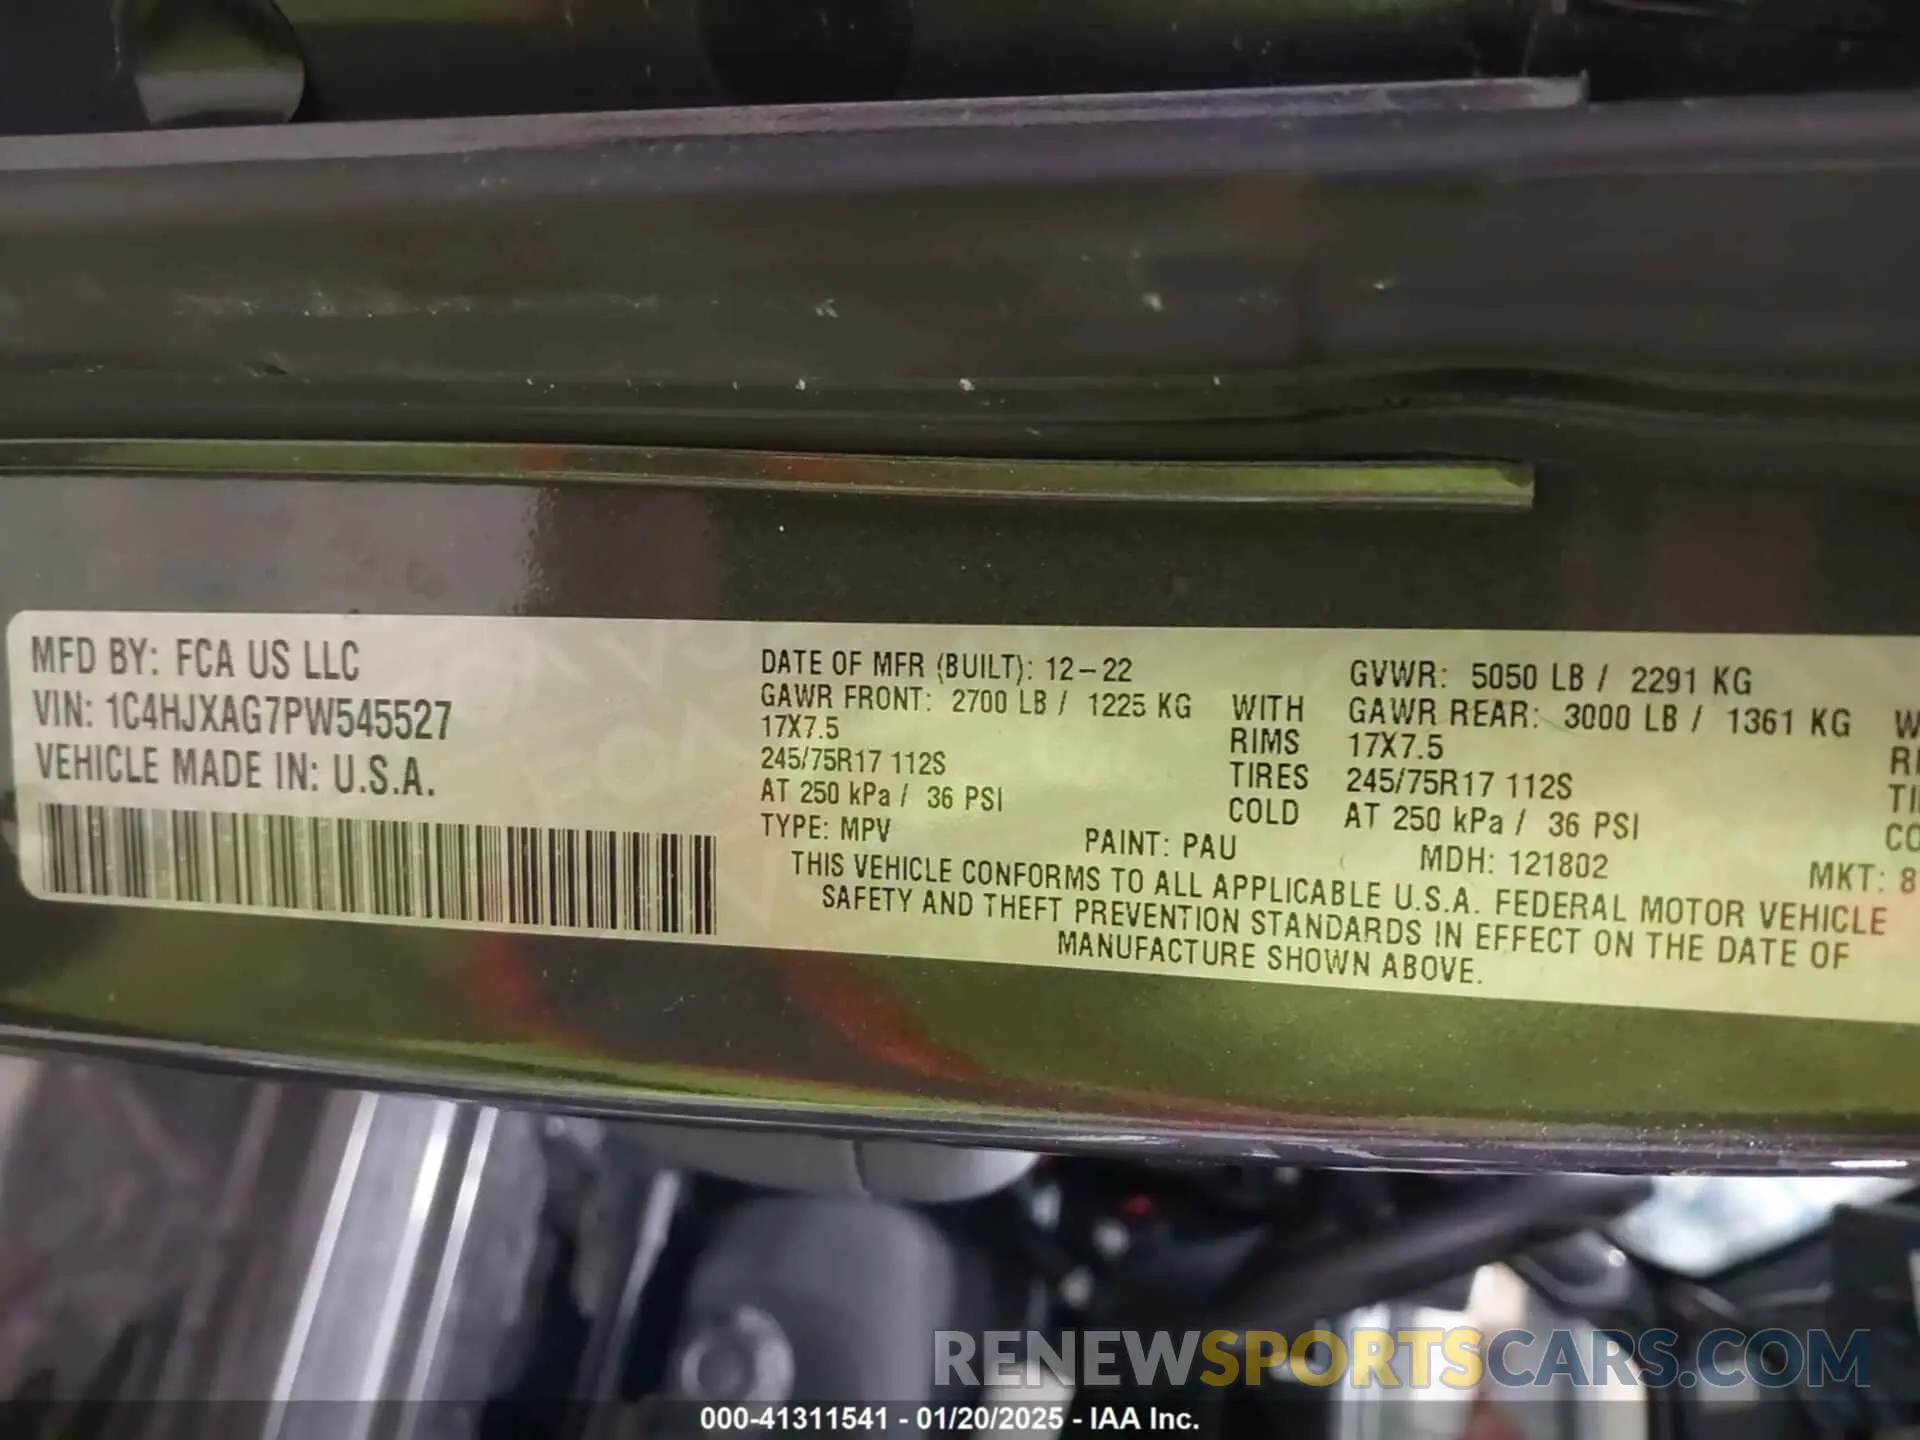 MFD BY: FCA US LLC
VIN: 1C4HJXAG7PW545527
VEHICLE MADE IN: U.S.A.
DATE OF MFR (BUILT): 12-22
GVWR: 5050 LB / 2291 KG
GAWR FRONT: 2700 LB / 1225 KG WITH GAWR REAR: 3000 LB / 1361 KG
17X7.5 RIMS 17X7.5
245/75R17 112S TIRES 245/75R17 112S
AT 250 kPa / 36 PSI COLD AT 250 kPa / 36 PSI
TYPE: MPV PAINT: PAU MDH: 121802 MKT: 8
THIS VEHICLE CONFORMS TO ALL APPLICABLE U.S.A. FEDERAL MOTOR VEHICLE
SAFETY AND THEFT PREVENTION STANDARDS IN EFFECT ON THE DATE OF
MANUFACTURE SHOWN ABOVE.
RENEWSPORTSCARS.COM
000-41311541 - 01/20/2025 - IAA Inc.